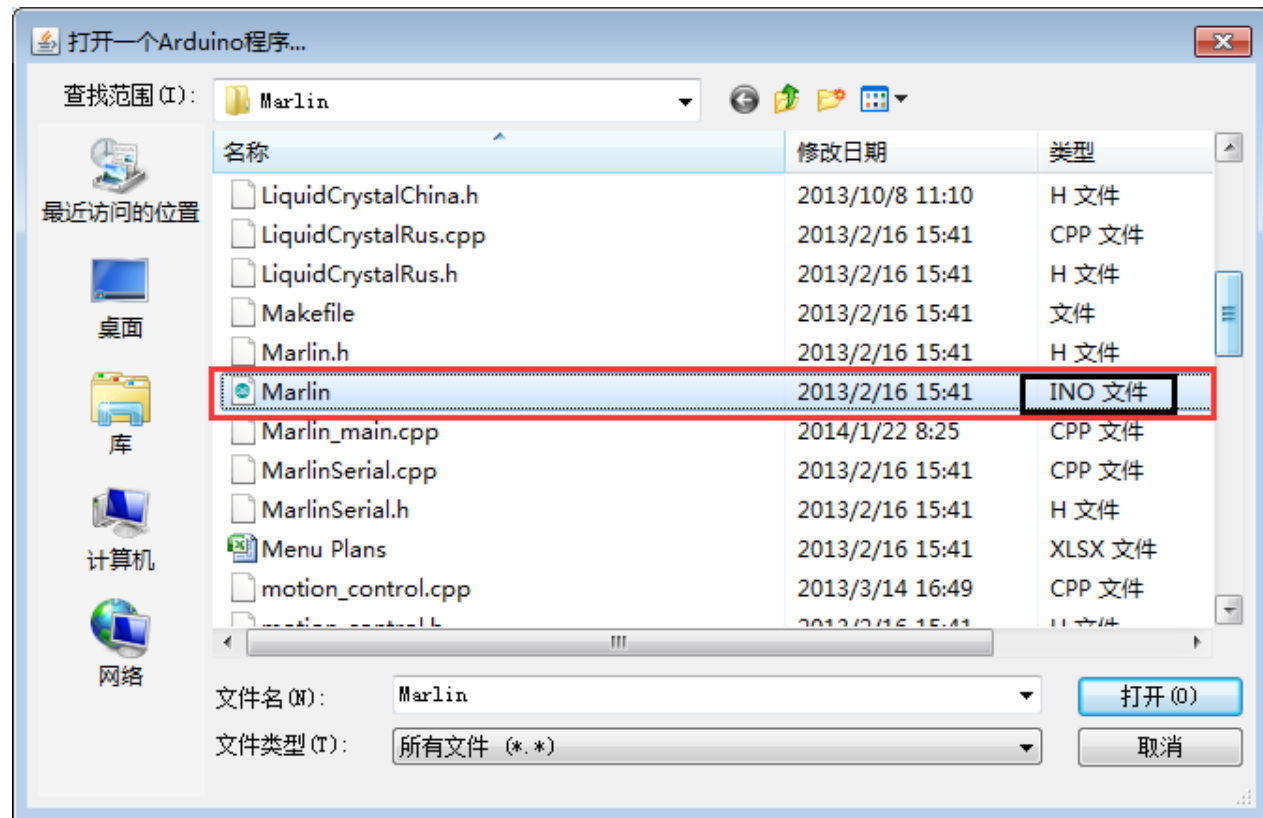 打开一个Arduino程序...
查找范围(I):
Marlin
名称 修改日期 类型
LiquidCrystalChina.h 2013/10/8 11:10 H 文件
LiquidCrystalRus.cpp 2013/2/16 15:41 CPP 文件
LiquidCrystalRus.h 2013/2/16 15:41 H 文件
Makefile 2013/2/16 15:41 文件
Marlin.h 2013/2/16 15:41 H 文件
Marlin 2013/2/16 15:41 INO 文件
Marlin_main.cpp 2014/1/22 8:25 CPP 文件
MarlinSerial.cpp 2013/2/16 15:41 CPP 文件
MarlinSerial.h 2013/2/16 15:41 H 文件
Menu Plans 2013/2/16 15:41 XLSX 文件
motion_control.cpp 2013/3/14 16:49 CPP 文件
motion_control.h 2013/2/16 15:41 H 文件
最近访问的位置
桌面
库
计算机
网络
文件名(N): Marlin 打开(O)
文件类型(T): 所有文件 (*.*) 取消